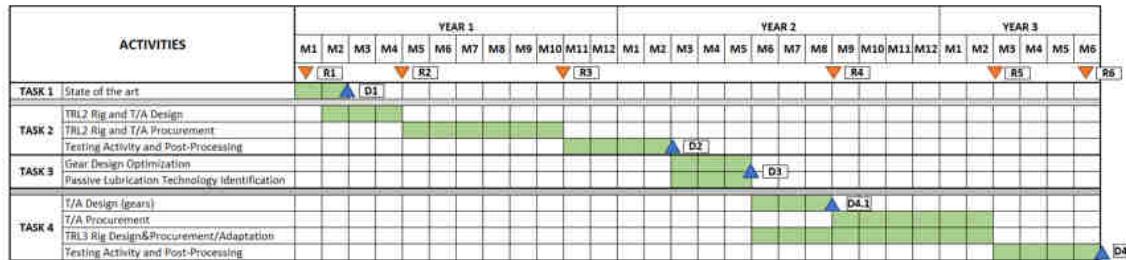 YEAR 1 YEAR 2 YEAR 3
ACTIVITIES
M1 M2 M3 M4 M5 M6 M7 M8 M9 M10 M11 M12 M1 M2 M3 M4 M5 M6 M7 M8 M9 M10 M11 M12 M1 M2 M3 M4 M5 M6
R1 R2 R3 R4 R5 R6
TASK 1 State of the art D1
TRL2 Rig and T/A Design
TASK 2 TRL2 Rig and T/A Procurement
Testing Activity and Post-Processing D2
TASK 3 Gear Design Optimization D3
Passive Lubrication Technology Identification
T/A Design (gears) D4.1
TASK 4 T/A Procurement
TRL3 Rig Design&Procurement/Adaptation
Testing Activity and Post-Processing D4